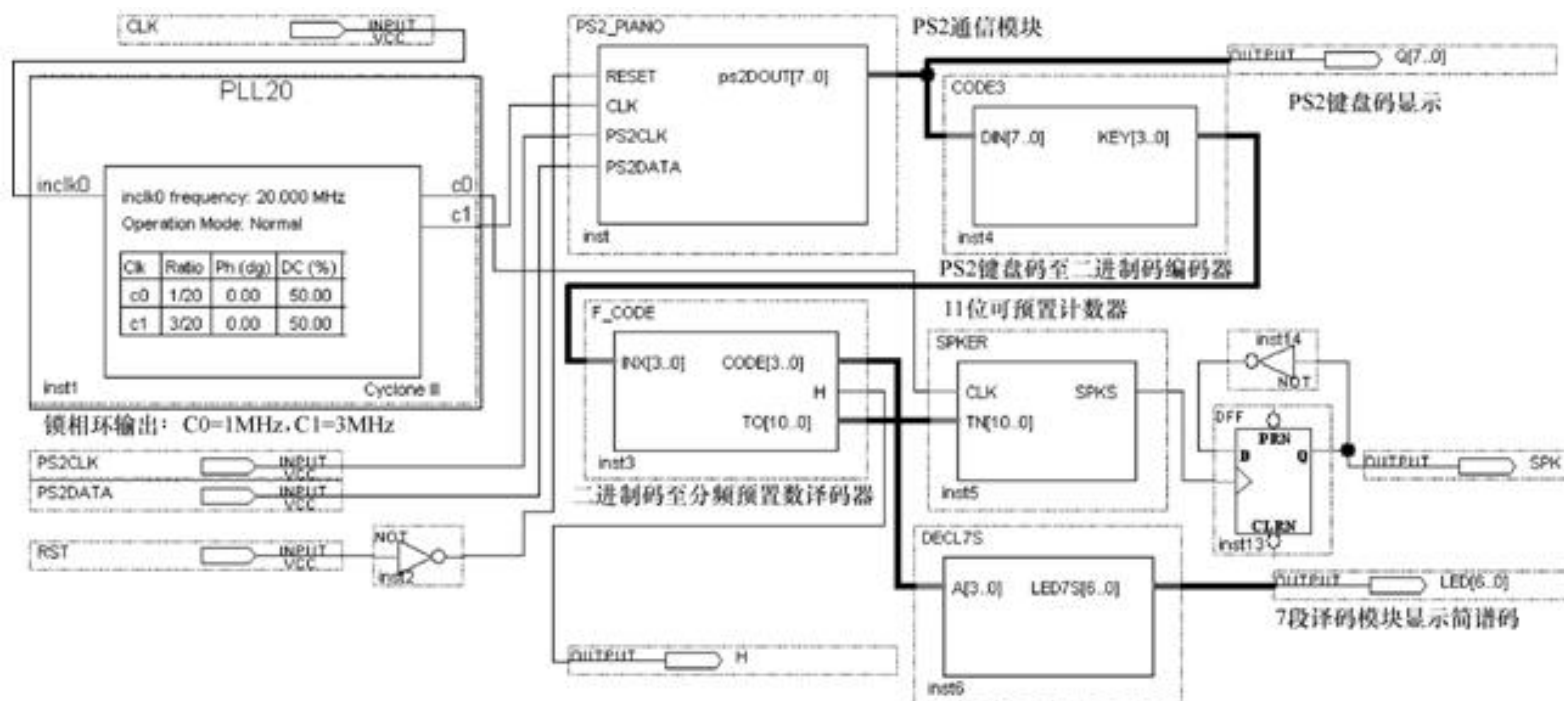 CLK
INPUT
VCC
PLL20
inclk0
inclk0 frequency: 20.000 MHz
Operation Mode: Normal
Clk Ratio Ph (dg) DC (%)
c0 1/20 0.00 50.00
c1 3/20 0.00 50.00
c0
c1
inst1
Cyclone III
锁相环输出: C0=1MHz,C1=3MHz
PS2CLK
INPUT
VCC
PS2DATA
INPUT
VCC
RST
INPUT
VCC
NOT
inst2
PS2_PIANO
RESET
ps2DOUT[7..0]
CLK
PS2CLK
PS2DATA
inst
PS2通信模块
OUTPUT
Q[7..0]
PS2键盘码显示
CODE3
DIN[7..0]
KEY[3..0]
inst4
PS2键盘码至二进制码编码器
F_CODE
INX[3..0]
CODE[3..0]
H
TO[10..0]
inst3
二进制码至分频预置数译码器
11位可预置计数器
SPKER
CLK
SPKS
TN[10..0]
inst5
inst14
NOT
DFF
PRN
D
Q
CLRN
inst13
OUTPUT
SPK
DECL7S
A[3..0]
LED7S[6..0]
inst6
OUTPUT
LED[6..0]
7段译码模块显示简谱码
OUTPUT
H